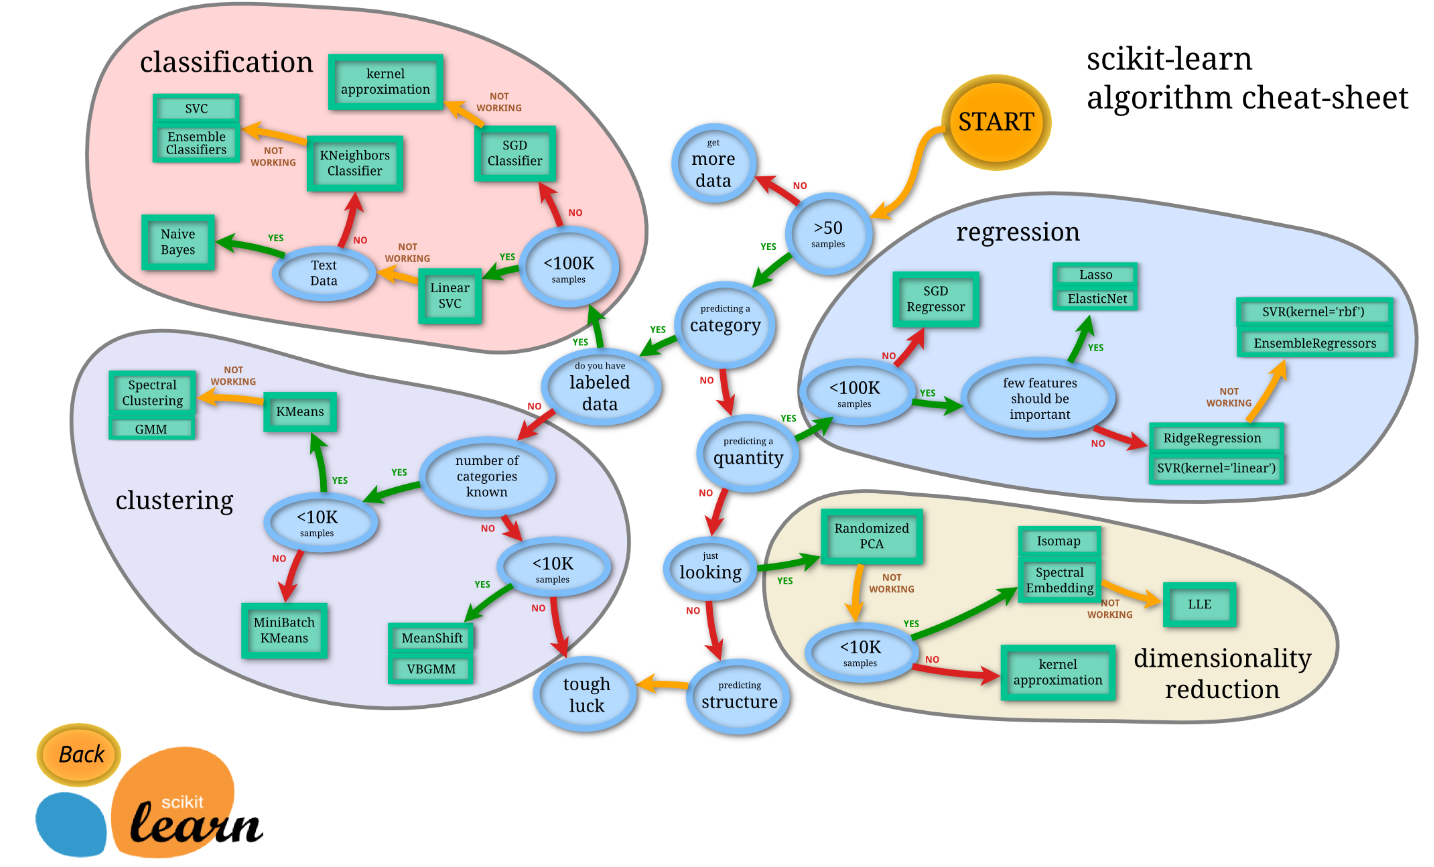 scikit-learn
algorithm cheat-sheet
START
classification
kernel
approximation
NOT
WORKING
SVC
Ensemble
Classifiers
NOT
WORKING
KNeighbors
Classifier
SGD
Classifier
NO
Naive
Bayes
YES
NO
Text
Data
NOT
WORKING
Linear
SVC
YES
<100K
samples
YES
get
more
data
NO
>50
samples
YES
predicting a
category
YES
NO
do you have
labeled
data
NO
predicting a
quantity
YES
NO
just
looking
YES
NO
predicting
structure
tough
luck
regression
SGD
Regressor
NO
<100K
samples
YES
Lasso
ElasticNet
YES
few features
should be
important
NO
SVR(kernel='rbf')
EnsembleRegressors
NOT
WORKING
RidgeRegression
SVR(kernel='linear')
clustering
Spectral
Clustering
GMM
NOT
WORKING
KMeans
YES
<10K
samples
NO
MiniBatch
KMeans
YES
number of
categories
known
NO
<10K
samples
YES
NO
MeanShift
VBGMM
dimensionality
reduction
Randomized
PCA
NOT
WORKING
<10K
samples
YES
NO
Isomap
Spectral
Embedding
NOT
WORKING
LLE
kernel
approximation
Back
scikit
learn